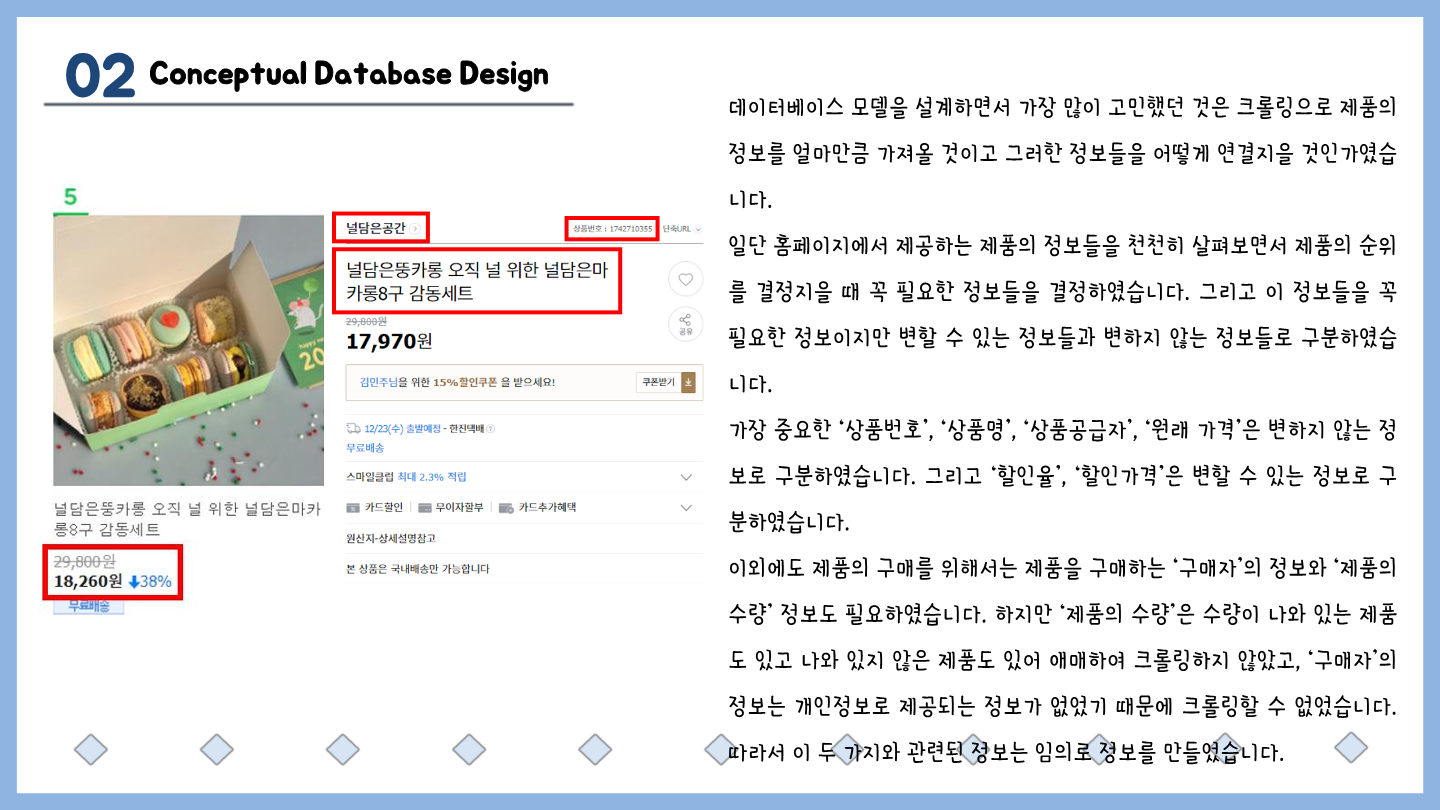 02 Conceptual Database Design
5
널담은뚱카롱 오직 널 위한 널담은마카
롱8구 감동세트
29,800원
18,260원 38%
무료배송
널담은공간
상품번호 : 1742710355 단축URL
널담은뚱카롱 오직 널 위한 널담은마
카롱8구 감동세트
29,800원
17,970원
공유
김민주님을 위한 15%할인쿠폰 을 받으세요!
쿠폰받기
12/23(수) 출발예정 - 한진택배
무료배송
스마일클럽 최대 2.3% 적립
카드할인 무이자할부 카드추가혜택
원산지-상세설명참고
본 상품은 국내배송만 가능합니다
데이터베이스 모델을 설계하면서 가장 많이 고민했던 것은 크롤링으로 제품의
정보를 얼마만큼 가져올 것이고 그러한 정보들을 어떻게 연결지을 것인가였습
니다.
일단 홈페이지에서 제공하는 제품의 정보들을 천천히 살펴보면서 제품의 순위
를 결정지을 때 꼭 필요한 정보들을 결정하였습니다. 그리고 이 정보들을 꼭
필요한 정보이지만 변할 수 있는 정보들과 변하지 않는 정보들로 구분하였습
니다.
가장 중요한 ‘상품번호’, ‘상품명’, ‘상품공급자’, ‘원래 가격’은 변하지 않는 정
보로 구분하였습니다. 그리고 ‘할인율’, ‘할인가격’은 변할 수 있는 정보로 구
분하였습니다.
이외에도 제품의 구매를 위해서는 제품을 구매하는 ‘구매자’의 정보와 ‘제품의
수량’ 정보도 필요하였습니다. 하지만 ‘제품의 수량’은 수량이 나와 있는 제품
도 있고 나와 있지 않은 제품도 있어 애매하여 크롤링하지 않았고, ‘구매자’의
정보는 개인정보로 제공되는 정보가 없었기 때문에 크롤링할 수 없었습니다.
따라서 이 두 가지와 관련된 정보는 임의로 정보를 만들었습니다.